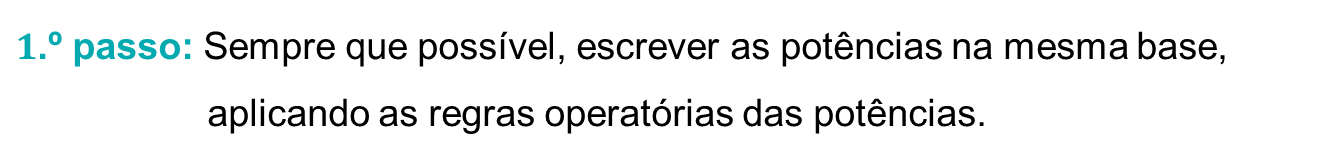 1.º passo: Sempre que possível, escrever as potências na mesma base,
aplicando as regras operatórias das potências.